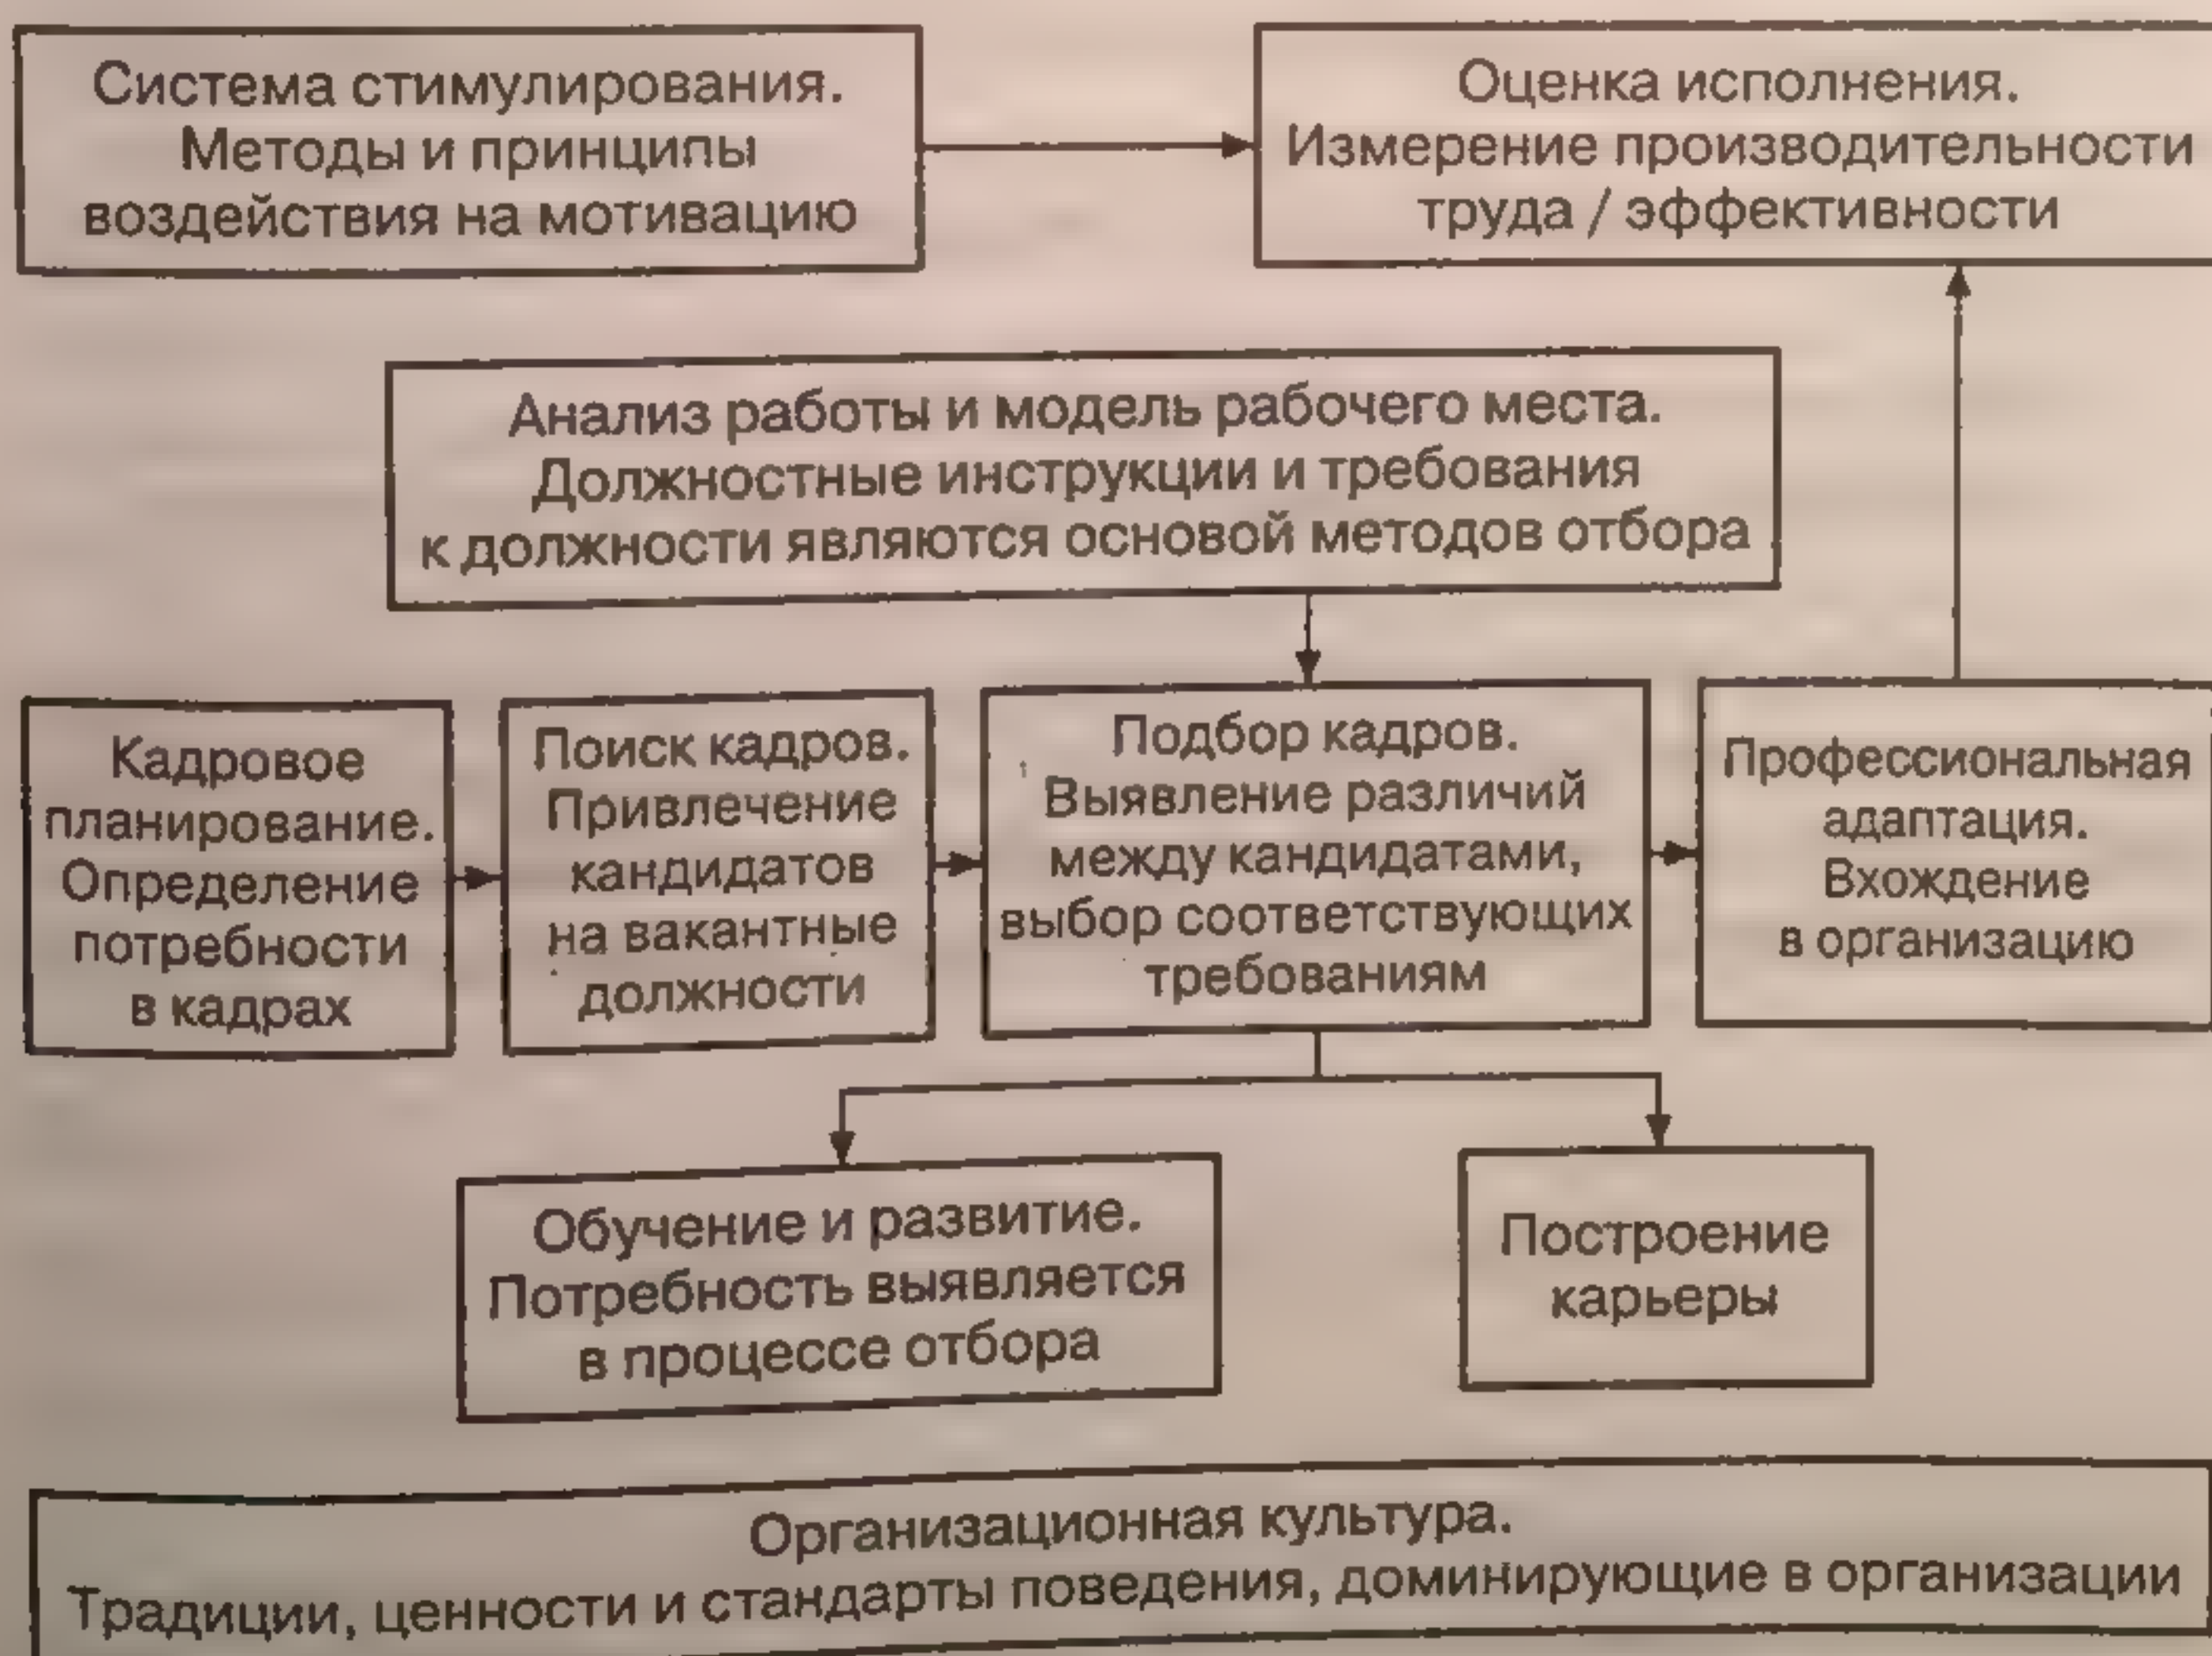 Система стимулирования.
Методы и принципы
воздействия на мотивацию
Оценка исполнения.
Измерение производительности
труда / эффективности
Анализ работы и модель рабочего места.
Должностные инструкции и требования
к должности являются основой методов отбора
Кадровое
планирование.
Определение
потребности
в кадрах
Поиск кадров.
Привлечение
кандидатов
на вакантные
должности
Подбор кадров.
Выявление различий
между кандидатами,
выбор соответствующих
требованиям
Профессиональная
адаптация.
Вхождение
в организацию
Обучение и развитие.
Потребность выявляется
в процессе отбора
Построение
карьеры
Организационная культура.
Традиции, ценности и стандарты поведения, доминирующие в организации